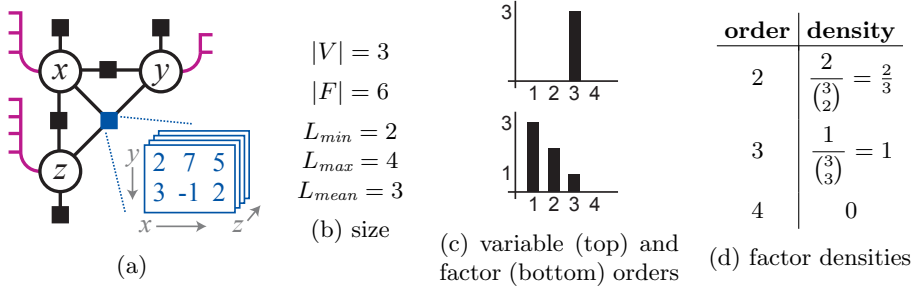 x
y
z
y
2 7 5
3 -1 2
x
z
(a)
|V| = 3
|F| = 6
L_min = 2
L_max = 4
L_mean = 3
(b) size
3
1 2 3 4
3
1
1 2 3 4
(c) variable (top) and
factor (bottom) orders
order density
2 2/\binom{3}{2} = 2/3
3 1/\binom{3}{3} = 1
4 0
(d) factor densities